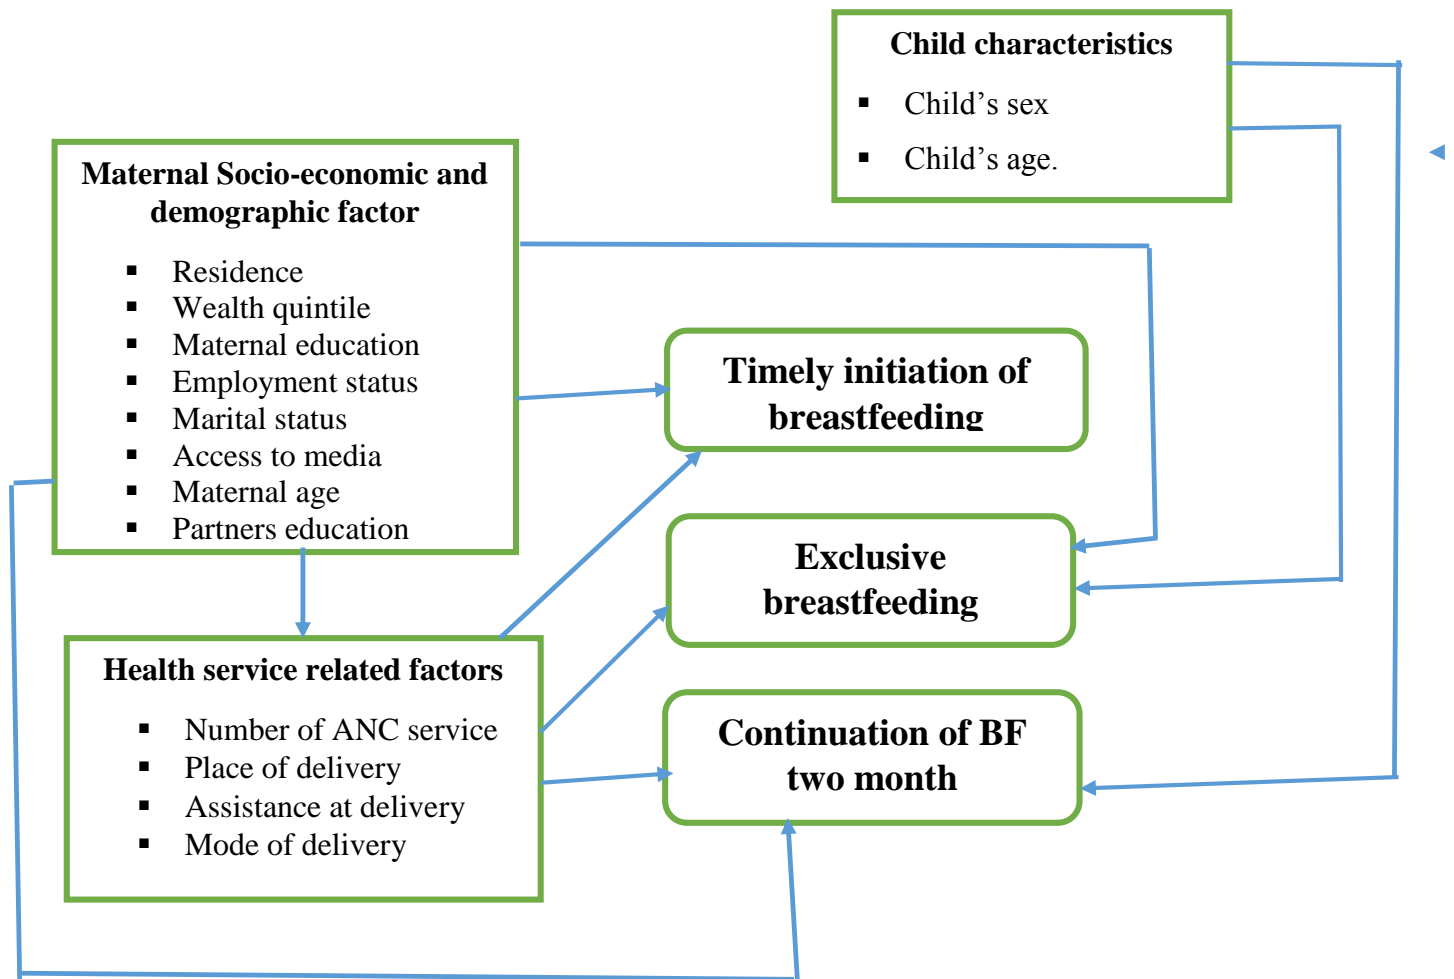 Child characteristics
▪ Child’s sex
▪ Child’s age.
Maternal Socio-economic and
demographic factor
▪ Residence
▪ Wealth quintile
▪ Maternal education
▪ Employment status
▪ Marital status
▪ Access to media
▪ Maternal age
▪ Partners education
Timely initiation of
breastfeeding
Exclusive
breastfeeding
Health service related factors
▪ Number of ANC service
▪ Place of delivery
▪ Assistance at delivery
▪ Mode of delivery
Continuation of BF
two month